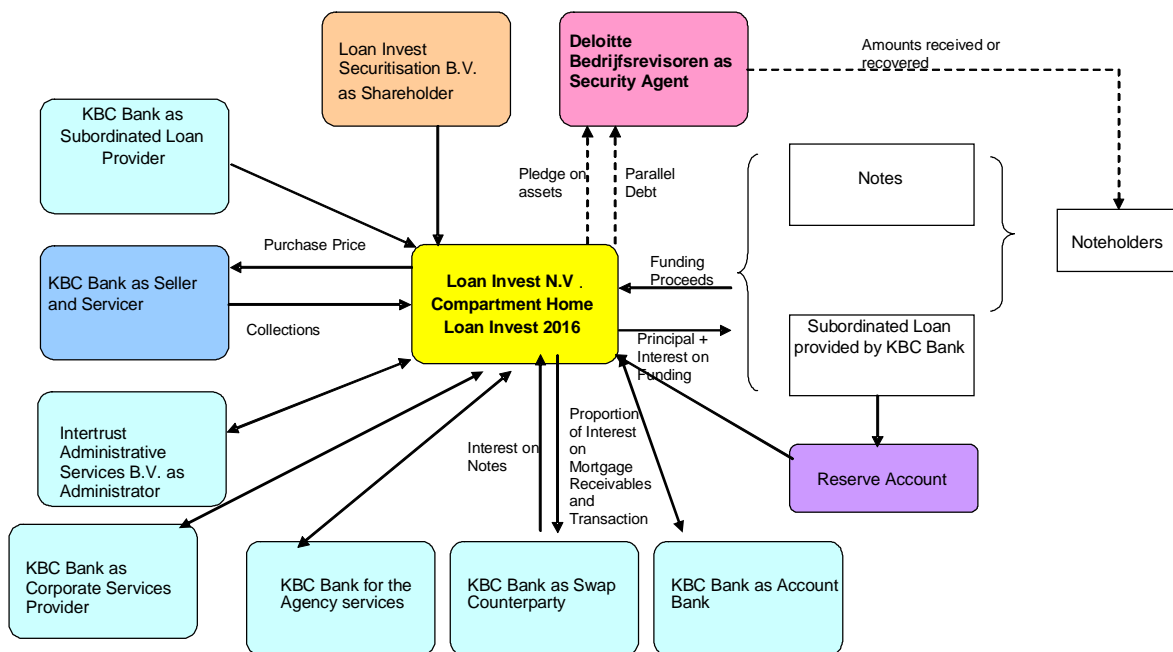 Loan Invest
Securitisation B.V.
as Shareholder
Deloitte
Bedrijfsrevisoren as
Security Agent
Amounts received or
recovered
KBC Bank as
Subordinated Loan
Provider
Pledge on
assets
Parallel
Debt
Notes
Noteholders
Purchase Price
KBC Bank as Seller
and Servicer
Collections
Loan Invest N.V .
Compartment Home
Loan Invest 2016
Funding
Proceeds
Principal +
Interest on
Funding
Subordinated Loan
provided by KBC Bank
Intertrust
Administrative
Services B.V. as
Administrator
Interest on
Notes
Proportion
of Interest
on
Mortgage
Receivables
and
Transaction
Reserve Account
KBC Bank as
Corporate Services
Provider
KBC Bank for the
Agency services
KBC Bank as Swap
Counterparty
KBC Bank as Account
Bank